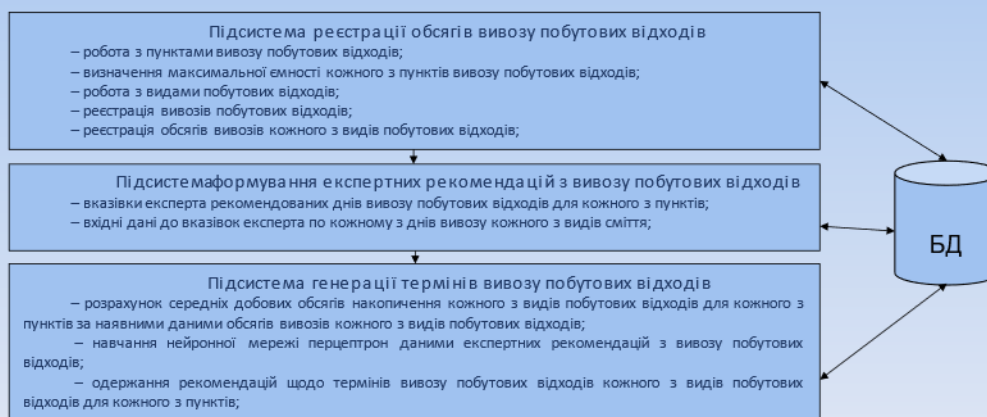 Підсистема реєстрації обсягів вивозу побутових відходів
– робота з пунктами вивозу побутових відходів;
– визначення максимальної ємності кожного з пунктів вивозу побутових відходів;
– робота з видами побутових відходів;
– реєстрація вивозів побутових відходів;
– реєстрація обсягів вивозів кожного з видів побутових відходів;
Підсистемаформування експертних рекомендацій з вивозу побутових відходів
– вказівки експерта рекомендованих днів вивозу побутових відходів для кожного з пунктів;
– вхідні дані до вказівок експерта по кожному з днів вивозу кожного з видів сміття;
БД
Підсистема генерації термінів вивозу побутових відходів
– розрахунок середніх добових обсягів накопичення кожного з видів побутових відходів для кожного з
пунктів за наявними даними обсягів вивозів кожного з видів побутових відходів;
– навчання нейронної мережі перцептрон даними експертних рекомендацій з вивозу побутових
відходів;
– одержання рекомендацій щодо термінів вивозу побутових відходів кожного з видів побутових
відходів для кожного з пунктів;